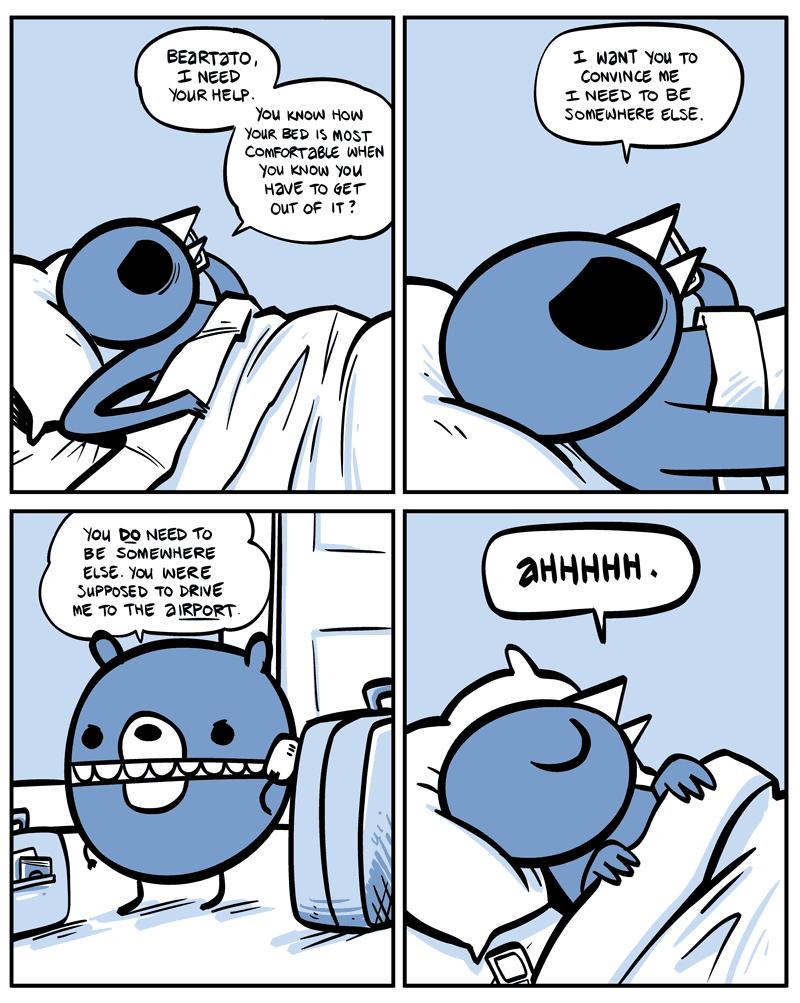 BEARTATO,
I NEED
YOUR HELP.
YOU KNOW HOW
YOUR BED IS MOST
COMFORTABLE WHEN
YOU KNOW YOU
HAVE TO GET
OUT OF IT?
I WANT YOU TO
CONVINCE ME
I NEED TO BE
SOMEWHERE ELSE.
YOU DO NEED TO
BE SOMEWHERE
ELSE. YOU WERE
SUPPOSED TO DRIVE
ME TO THE AIRPORT.
AHHHHH.